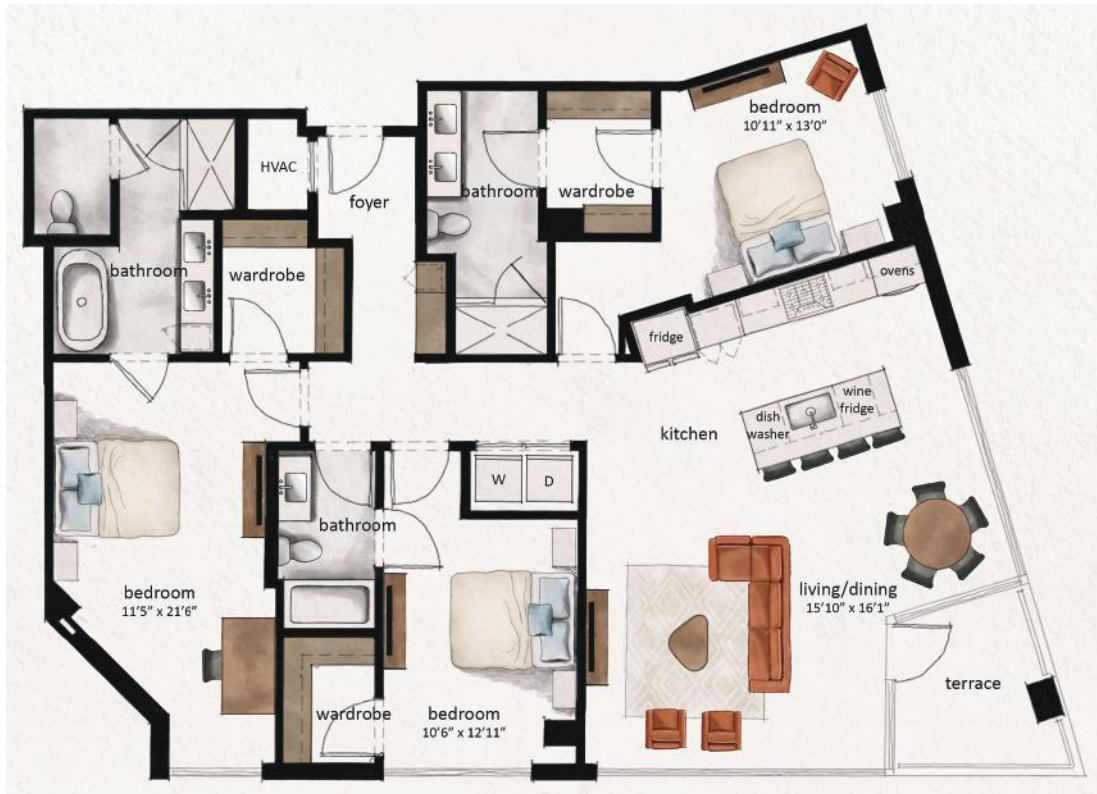 bedroom
10'11" x 13'0"
HVAC
foyer
bathroom
wardrobe
bathroom
wardrobe
ovens
fridge
dish
washer
wine
fridge
kitchen
W
D
bathroom
bedroom
11'5" x 21'6"
living/dining
15'10" x 16'1"
terrace
wardrobe
bedroom
10'6" x 12'11"